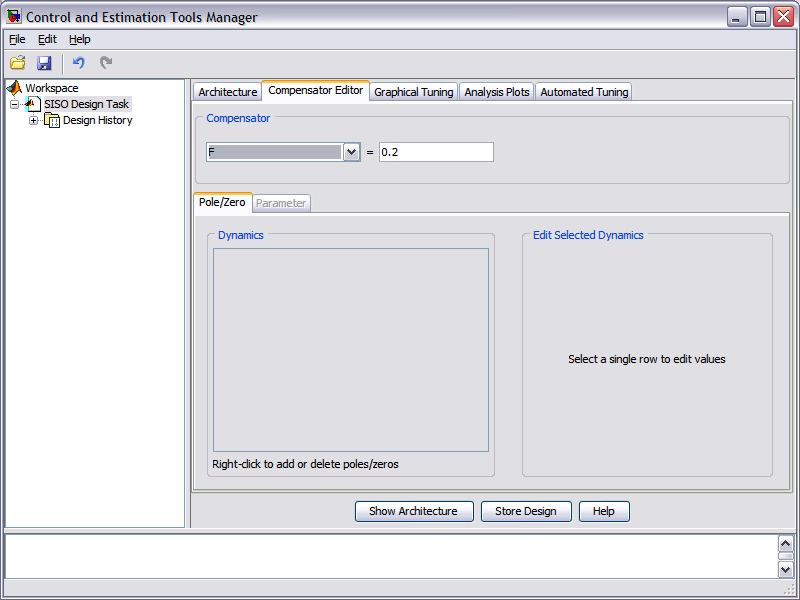 Control and Estimation Tools Manager
File Edit Help
Workspace
SISO Design Task
Design History
Architecture Compensator Editor Graphical Tuning Analysis Plots Automated Tuning
Compensator
F = 0.2
Pole/Zero Parameter
Dynamics
Right-click to add or delete poles/zeros
Edit Selected Dynamics
Select a single row to edit values
Show Architecture Store Design Help